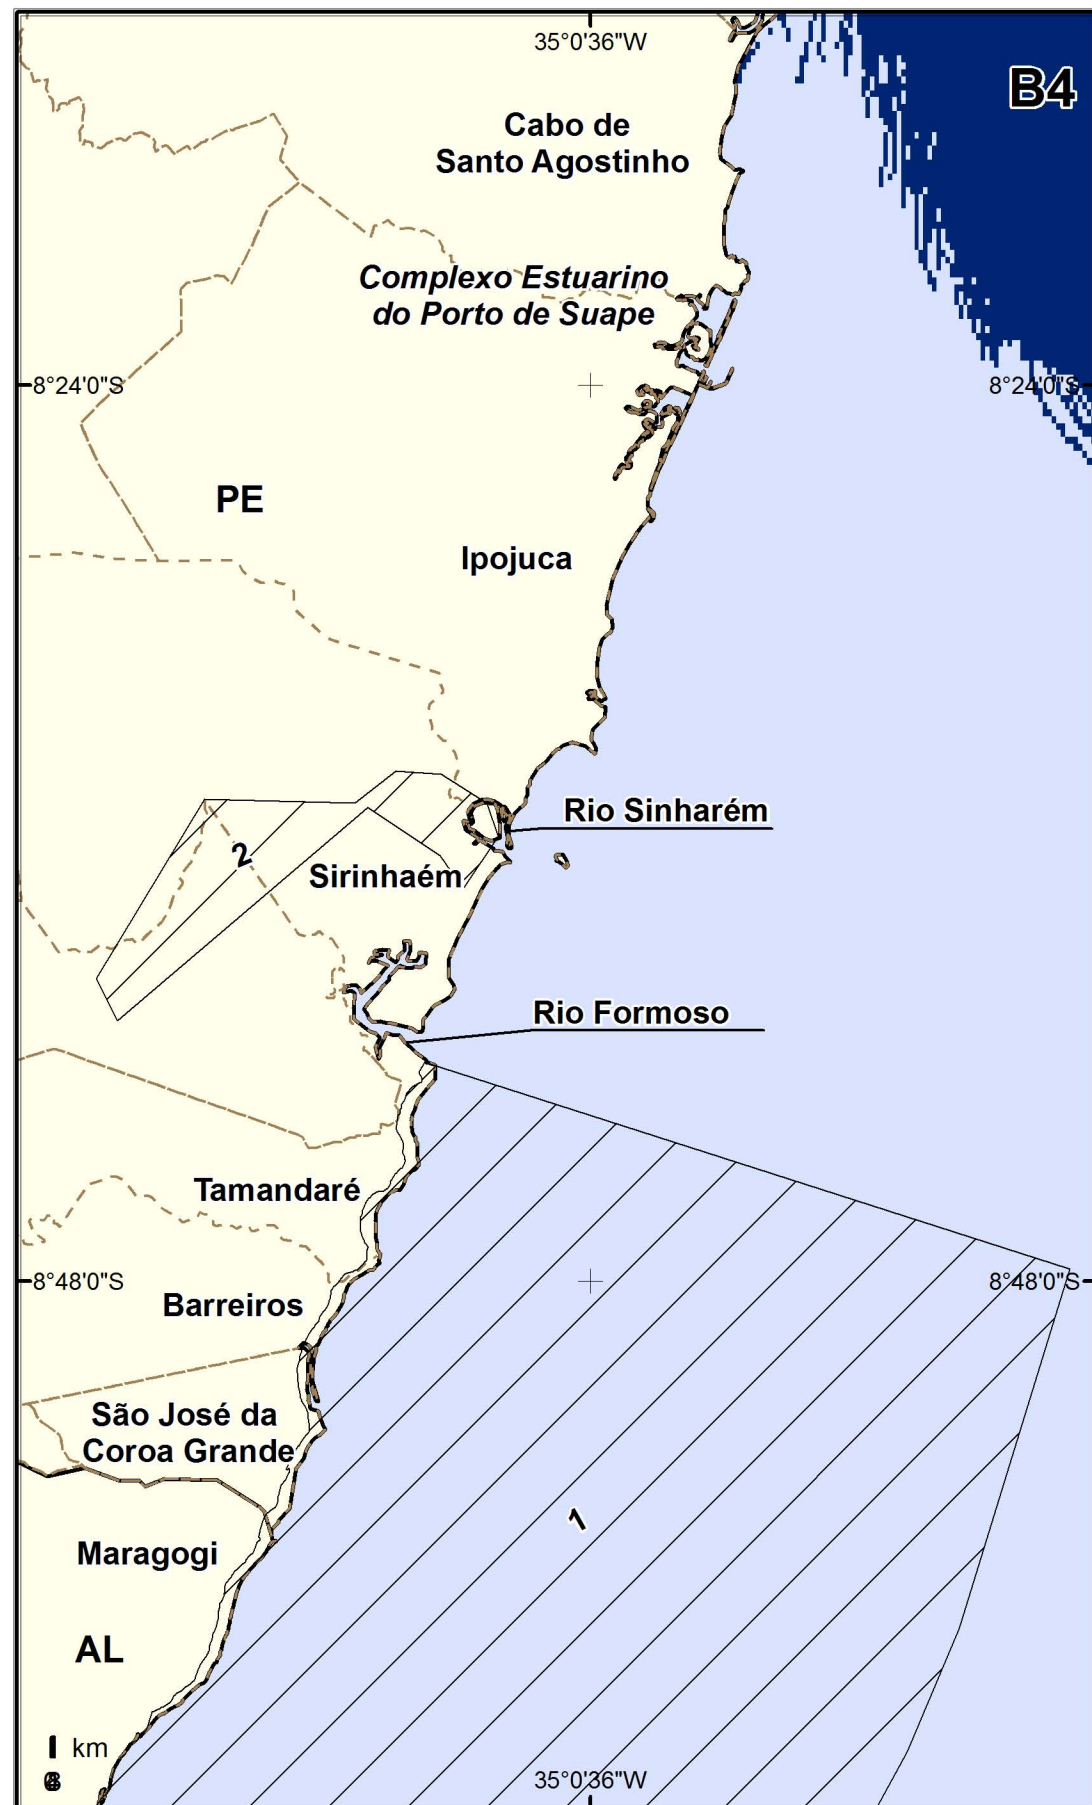 35°0'36"W
B4
Cabo de
Santo Agostinho
Complexo Estuarino
do Porto de Suape
8°24'0"S
8°24'0"S
PE
Ipojuca
Rio Sinharém
2
Sirinhaém
Rio Formoso
Tamandaré
8°48'0"S
8°48'0"S
Barreiros
São José da
Coroa Grande
1
Maragogi
AL
km
35°0'36"W